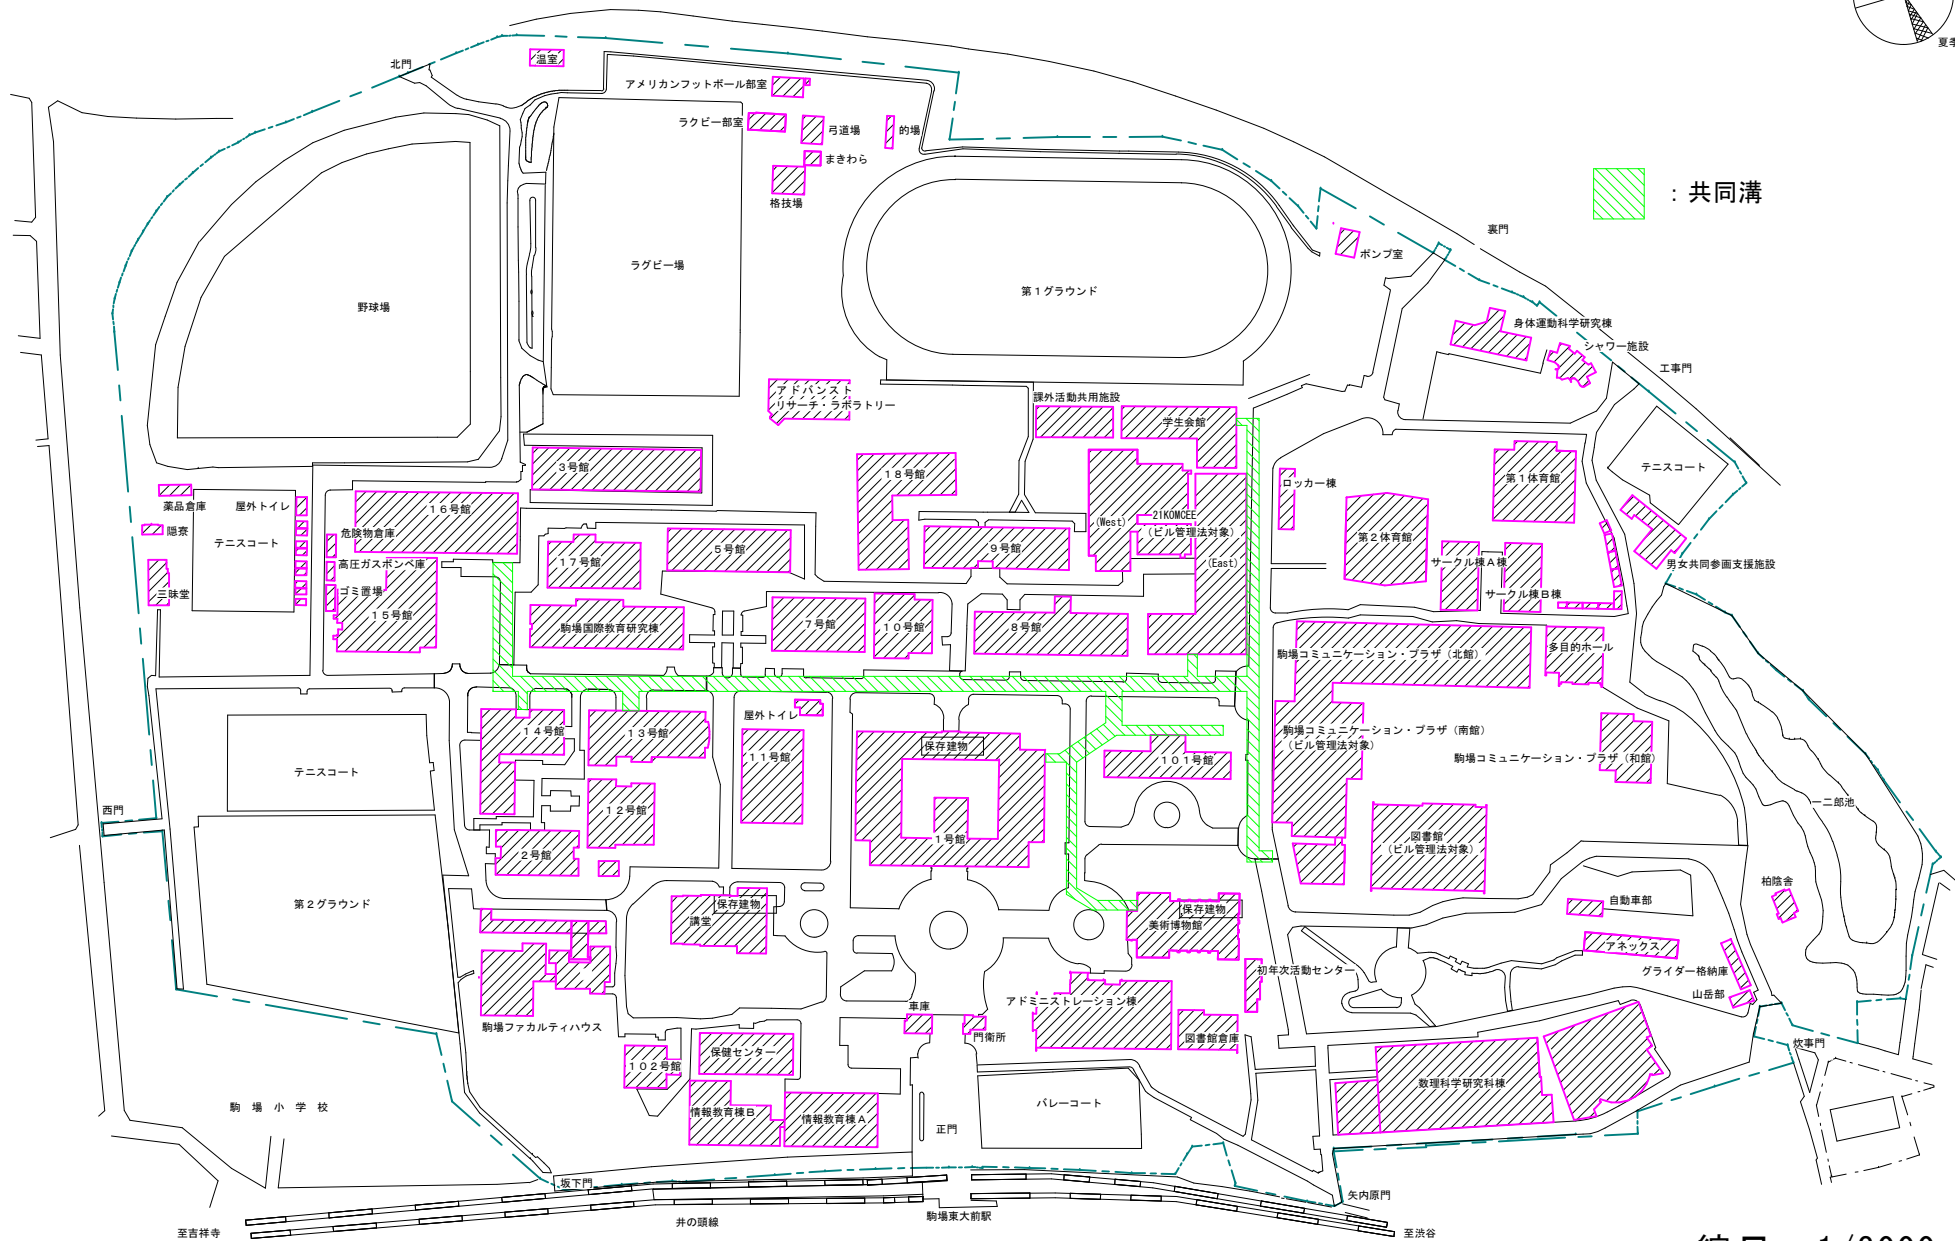 夏季
北門
温室
アメリカンフットボール部室
ラクビー部室
弓道場
的場
まきわら
格技場
：共同溝
裏門
ポンプ室
ラグビー場
第１グラウンド
野球場
身体運動科学研究棟
シャワー施設
工事門
アドバンスト
リサーチ・ラボラトリー
課外活動共用施設
学生会館
３号館
１８号館
ロッカー棟
第１体育館
テニスコート
薬品倉庫
屋外トイレ
１６号館
隠寮
テニスコート
危険物倉庫
５号館
９号館
(West)
21KOMCEE
(ビル管理法対象)
(East)
第２体育館
高圧ガスボンベ庫
１７号館
サークル棟Ａ棟
男女共同参画支援施設
三昧堂
ゴミ置場
１５号館
サークル棟Ｂ棟
駒場国際教育研究棟
７号館
１０号館
８号館
駒場コミュニケーション・プラザ（北館）
多目的ホール
屋外トイレ
１４号館
１３号館
保存建物
１１号館
１０１号館
駒場コミュニケーション・プラザ（南館）
（ビル管理法対象）
駒場コミュニケーション・プラザ（和館）
テニスコート
西門
１２号館
一二郎池
１号館
図書館
（ビル管理法対象）
２号館
柏陰舎
第２グラウンド
保存建物
講堂
保存建物
美術博物館
自動車部
アネックス
初年次活動センター
グライダー格納庫
山岳部
アドミニストレーション棟
車庫
門衛所
図書館倉庫
駒場ファカルティハウス
保健センター
１０２号館
炊事門
数理科学研究科棟
駒場小学校
情報教育棟Ｂ
情報教育棟Ａ
バレーコート
正門
坂下門
矢内原門
至吉祥寺
井の頭線
駒場東大前駅
至渋谷